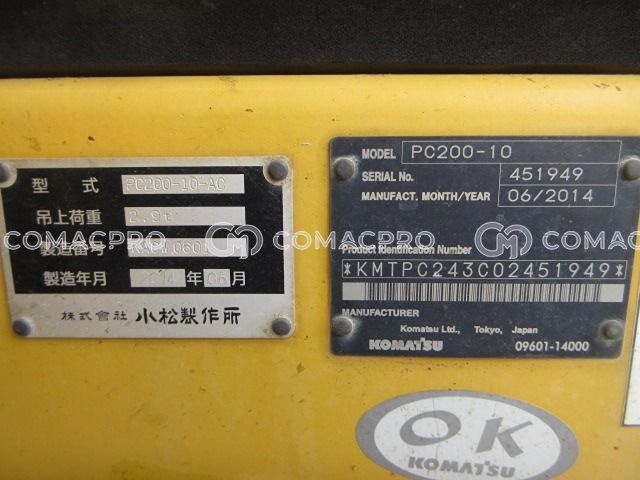 型 式 PC200-10-AC
吊上荷重 2.9t
製造番号
製造年月 2014 年 06 月
株式會社 小松製作所
MODEL PC200-10
SERIAL No. 451949
MANUFACT. MONTH/YEAR 06/2014
Product Identification Number
*KMTPC243C02451949*
MANUFACTURER
Komatsu Ltd., Tokyo, Japan
KOMATSU 09601-14000
OK
KOMATSU
COMACPRO COMACPRO COMACPRO